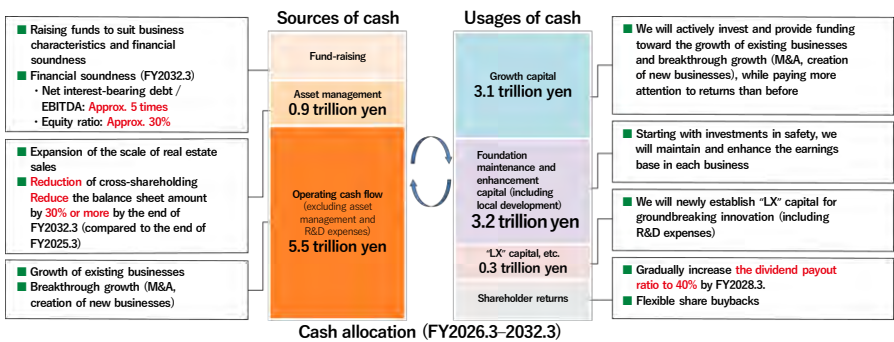 Sources of cash
Usages of cash
■ Raising funds to suit business
characteristics and financial
soundness
■ Financial soundness (FY2032.3)
・Net interest-bearing debt /
EBITDA: Approx. 5 times
・Equity ratio: Approx. 30%
■ Expansion of the scale of real estate
sales
■ Reduction of cross-shareholding
Reduce the balance sheet amount
by 30% or more by the end of
FY2032.3 (compared to the end of
FY2025.3)
■ Growth of existing businesses
■ Breakthrough growth (M&A,
creation of new businesses)
Fund-raising
Asset management
0.9 trillion yen
Operating cash flow
(excluding asset
management and
R&D expenses)
5.5 trillion yen
Growth capital
3.1 trillion yen
Foundation
maintenance and
enhancement
capital (including
local development)
3.2 trillion yen
“LX” capital, etc.
0.3 trillion yen
Shareholder returns
■ We will actively invest and provide funding
toward the growth of existing businesses
and breakthrough growth (M&A, creation
of new businesses), while paying more
attention to returns than before
■ Starting with investments in safety, we
will maintain and enhance the earnings
base in each business
■ We will newly establish “LX” capital for
groundbreaking innovation (including
R&D expenses)
■ Gradually increase the dividend payout
ratio to 40% by FY2028.3.
■ Flexible share buybacks
Cash allocation (FY2026.3–2032.3)